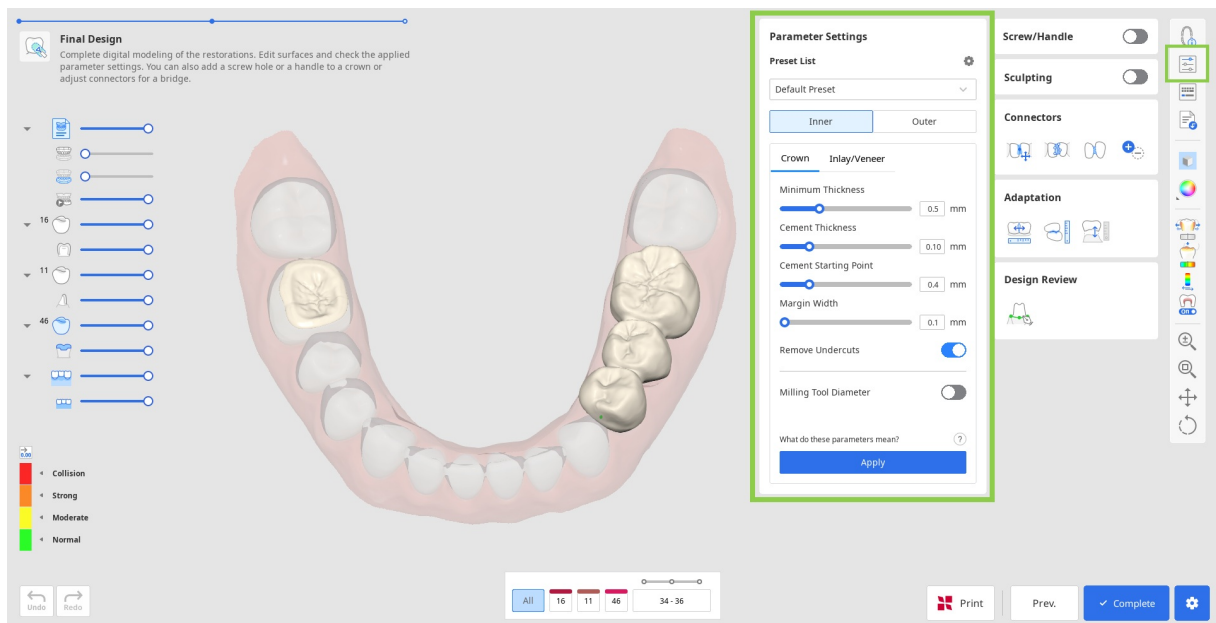 Final Design
Complete digital modeling of the restorations. Edit surfaces and check the applied
parameter settings. You can also add a screw hole or a handle to a crown or
adjust connectors for a bridge.
16
11
46
0.00
Collision
Strong
Moderate
Normal
Undo
Redo
All
16
11
46
34 - 36
Parameter Settings
Preset List
Default Preset
Inner
Outer
Crown
Inlay/Veneer
Minimum Thickness
0.5 mm
Cement Thickness
0.10 mm
Cement Starting Point
0.4 mm
Margin Width
0.1 mm
Remove Undercuts
Milling Tool Diameter
What do these parameters mean?
?
Apply
Screw/Handle
Sculpting
Connectors
Adaptation
Design Review
ON
Print
Prev.
Complete